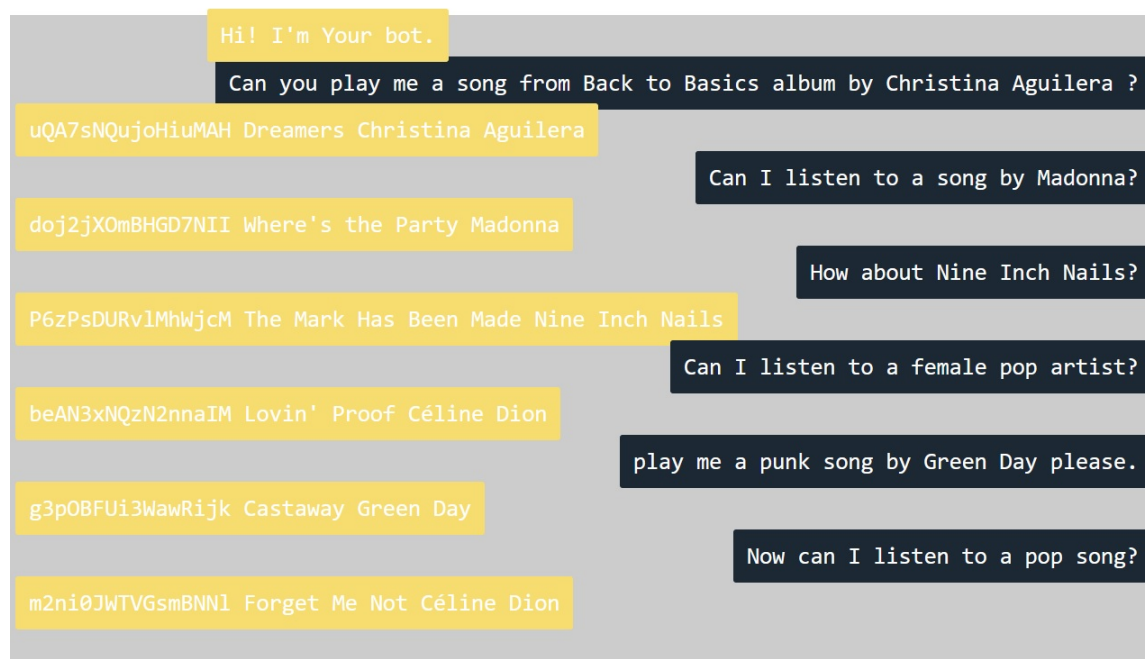 Hi! I'm Your bot.
Can you play me a song from Back to Basics album by Christina Aguilera ?
uQA7sNQujoHiuMAH Dreamers Christina Aguilera
Can I listen to a song by Madonna?
doj2jXOmBHGD7NII Where's the Party Madonna
How about Nine Inch Nails?
P6zPsDURvlMhWjcM The Mark Has Been Made Nine Inch Nails
Can I listen to a female pop artist?
beAN3xNQzN2nnaIM Lovin' Proof Céline Dion
play me a punk song by Green Day please.
g3pOBFUi3WawRijk Castaway Green Day
Now can I listen to a pop song?
m2ni0JWTVGsmBNNl Forget Me Not Céline Dion